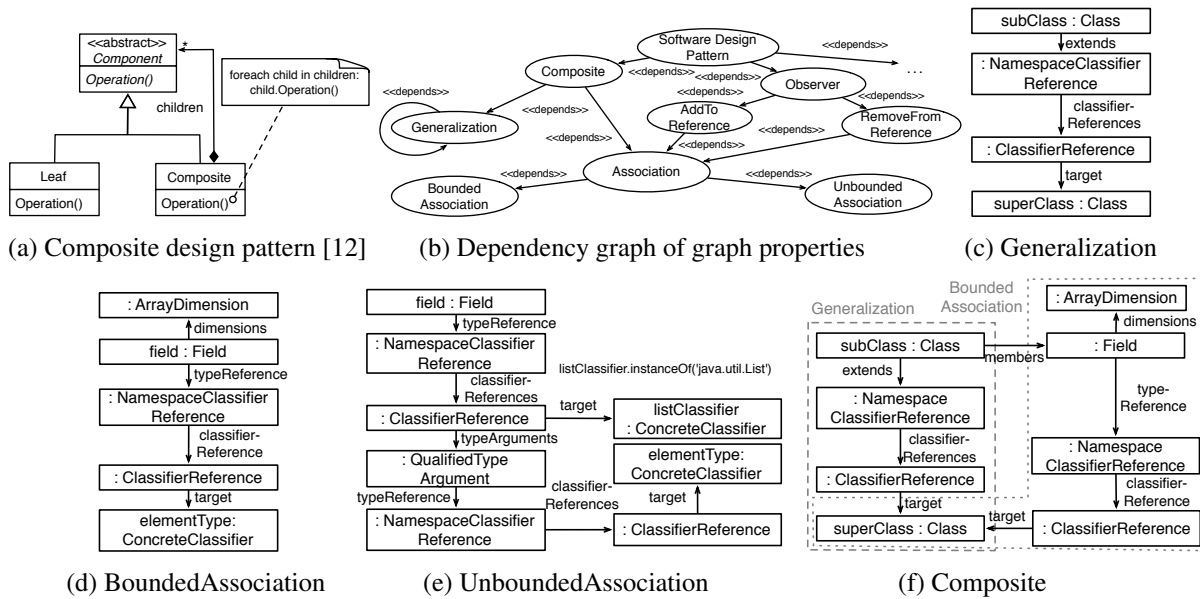 <<abstract>>
Component
*
Operation()
children
foreach child in children:
child.Operation()
Leaf
Operation()
Composite
Operation()
(a) Composite design pattern [12]
Software Design
Pattern
<<depends>>
...
Composite
<<depends>>
<<depends>>
Observer
<<depends>>
<<depends>>
<<depends>>
<<depends>>
Generalization
AddTo
Reference
RemoveFrom
Reference
<<depends>>
<<depends>>
<<depends>>
Association
<<depends>>
<<depends>>
Bounded
Association
Unbounded
Association
(b) Dependency graph of graph properties
subClass : Class
extends
: NamespaceClassifier
Reference
classifier-
References
: ClassifierReference
target
superClass : Class
(c) Generalization
: ArrayDimension
dimensions
field : Field
typeReference
: NamespaceClassifier
Reference
classifier-
Reference
: ClassifierReference
target
elementType:
ConcreteClassifier
(d) BoundedAssociation
field : Field
typeReference
: NamespaceClassifier
Reference
classifier-
References
listClassifier.instanceOf('java.util.List')
: ClassifierReference
target
listClassifier
: ConcreteClassifier
typeArguments
: QualifiedType
Argument
elementType:
ConcreteClassifier
typeReference
classifier-
References
target
: NamespaceClassifier
Reference
: ClassifierReference
(e) UnboundedAssociation
Generalization
Bounded
Association
: ArrayDimension
dimensions
subClass : Class
members
: Field
extends
type-
Reference
: Namespace
ClassifierReference
classifier-
References
: Namespace
ClassifierReference
: ClassifierReference
classifier-
Reference
target
superClass : Class
target
: ClassifierReference
(f) Composite